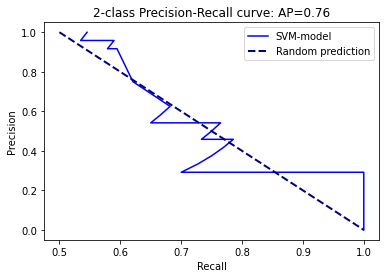 2-class Precision-Recall curve: AP=0.76
SVM-model
Random prediction
Precision
1.0
0.8
0.6
0.4
0.2
0.0
0.5 0.6 0.7 0.8 0.9 1.0
Recall